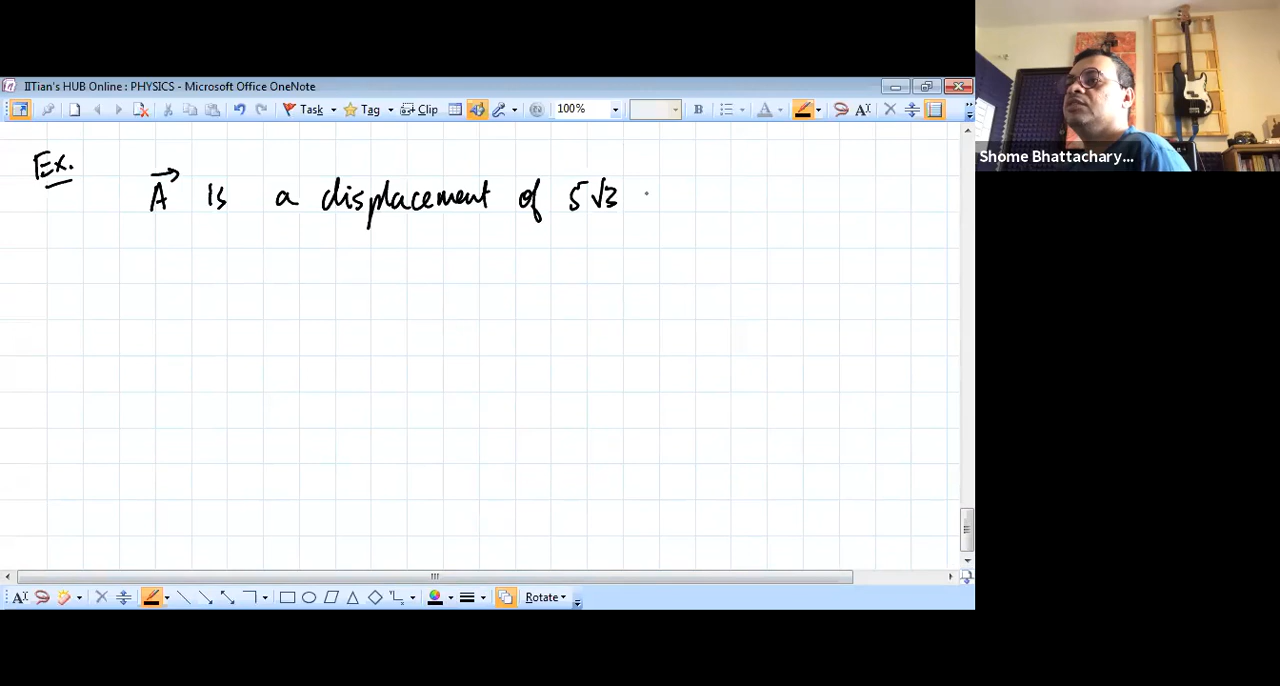 IITian's HUB Online : PHYSICS - Microsoft Office OneNote
Task Tag Clip 100% B A A
Ex.
A Is a displacement of 5√3
Shome Bhattachary...
A Rotate